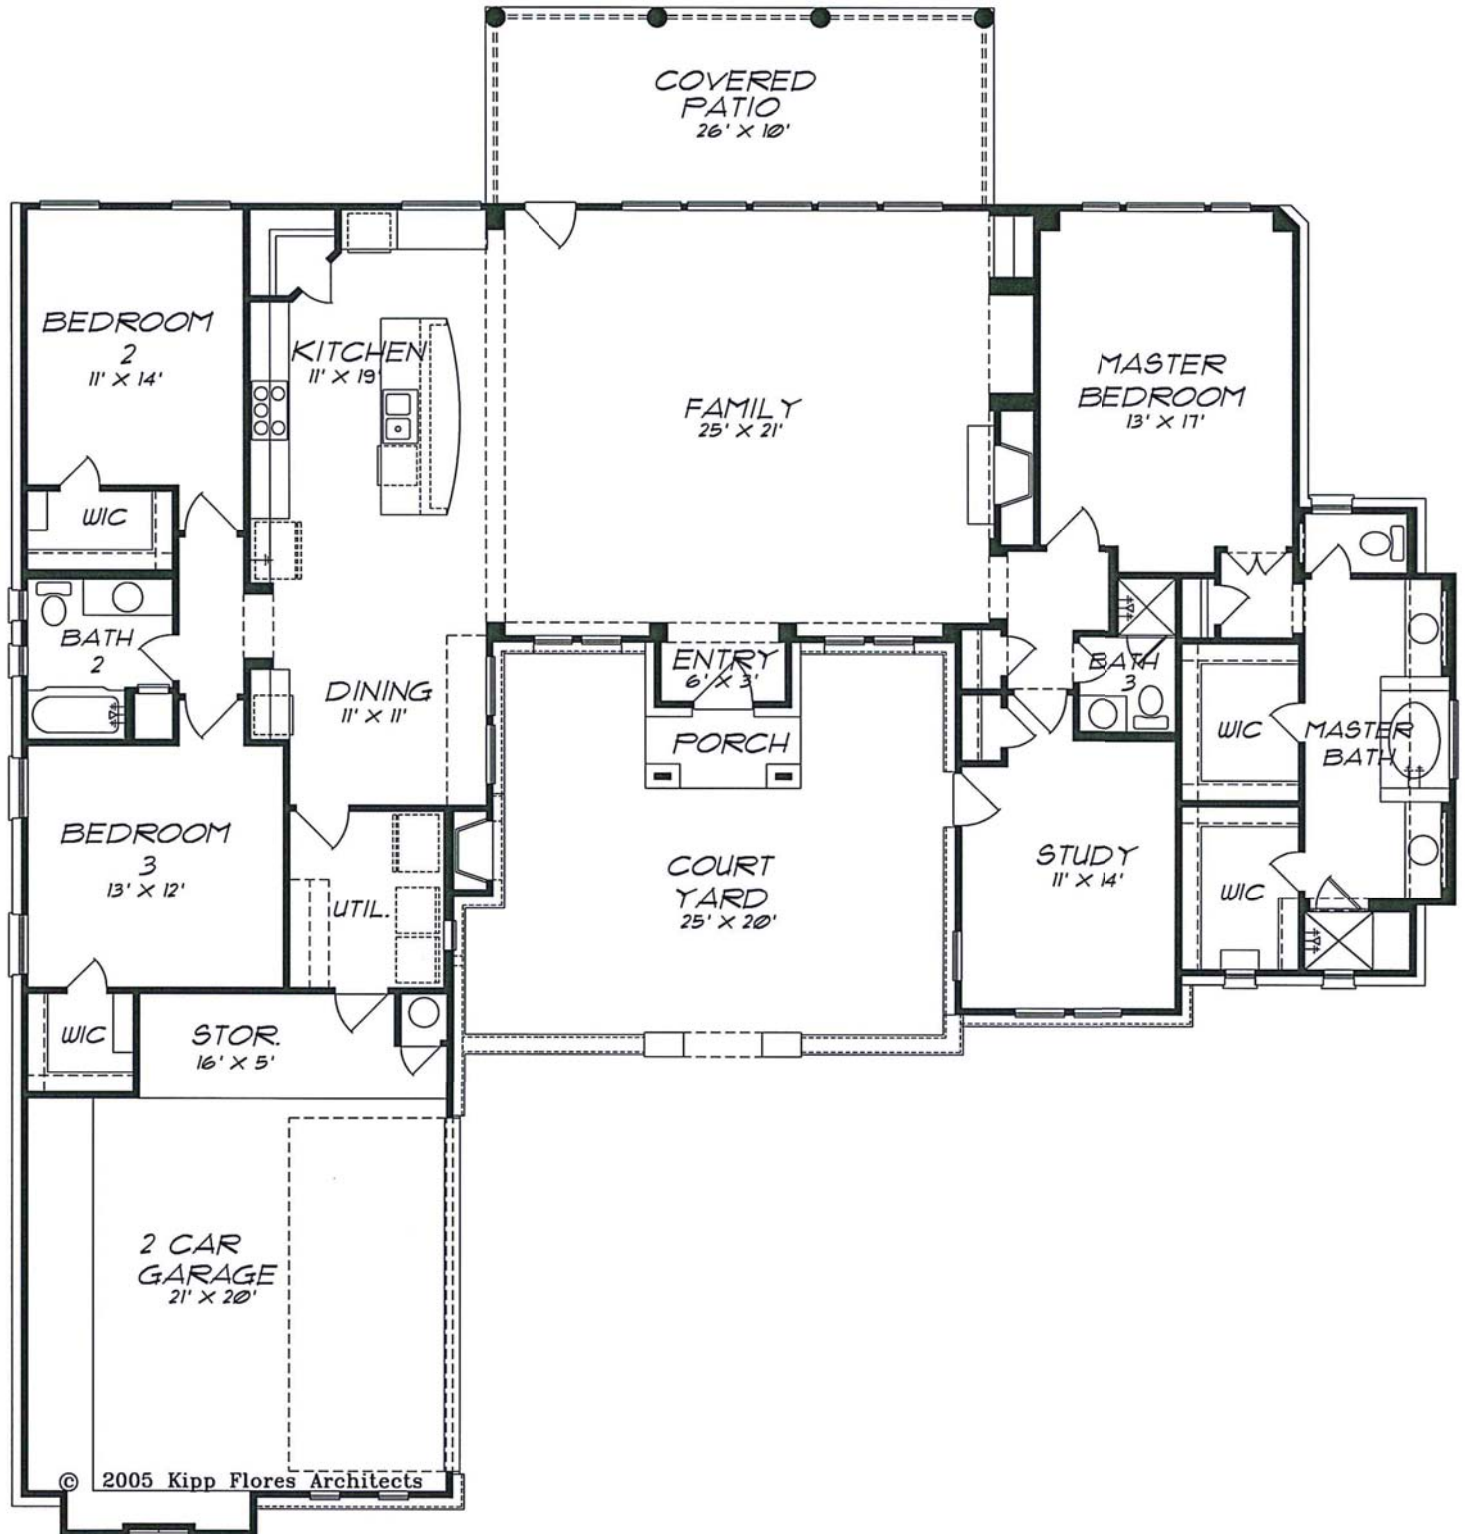 COVERED
PATIO
26' X 10'
BEDROOM
2
11' X 14'
KITCHEN
11' X 19'
FAMILY
25' X 21'
MASTER
BEDROOM
13' X 17'
WIC
BATH
2
DINING
11' X 11'
ENTRY
6' X 3'
PORCH
BATH
3
WIC
MASTER
BATH
BEDROOM
3
13' X 12'
UTIL.
COURT
YARD
25' X 20'
STUDY
11' X 14'
WIC
WIC
STOR.
16' X 5'
2 CAR
GARAGE
21' X 20'
© 2005 Kipp Flores Architects